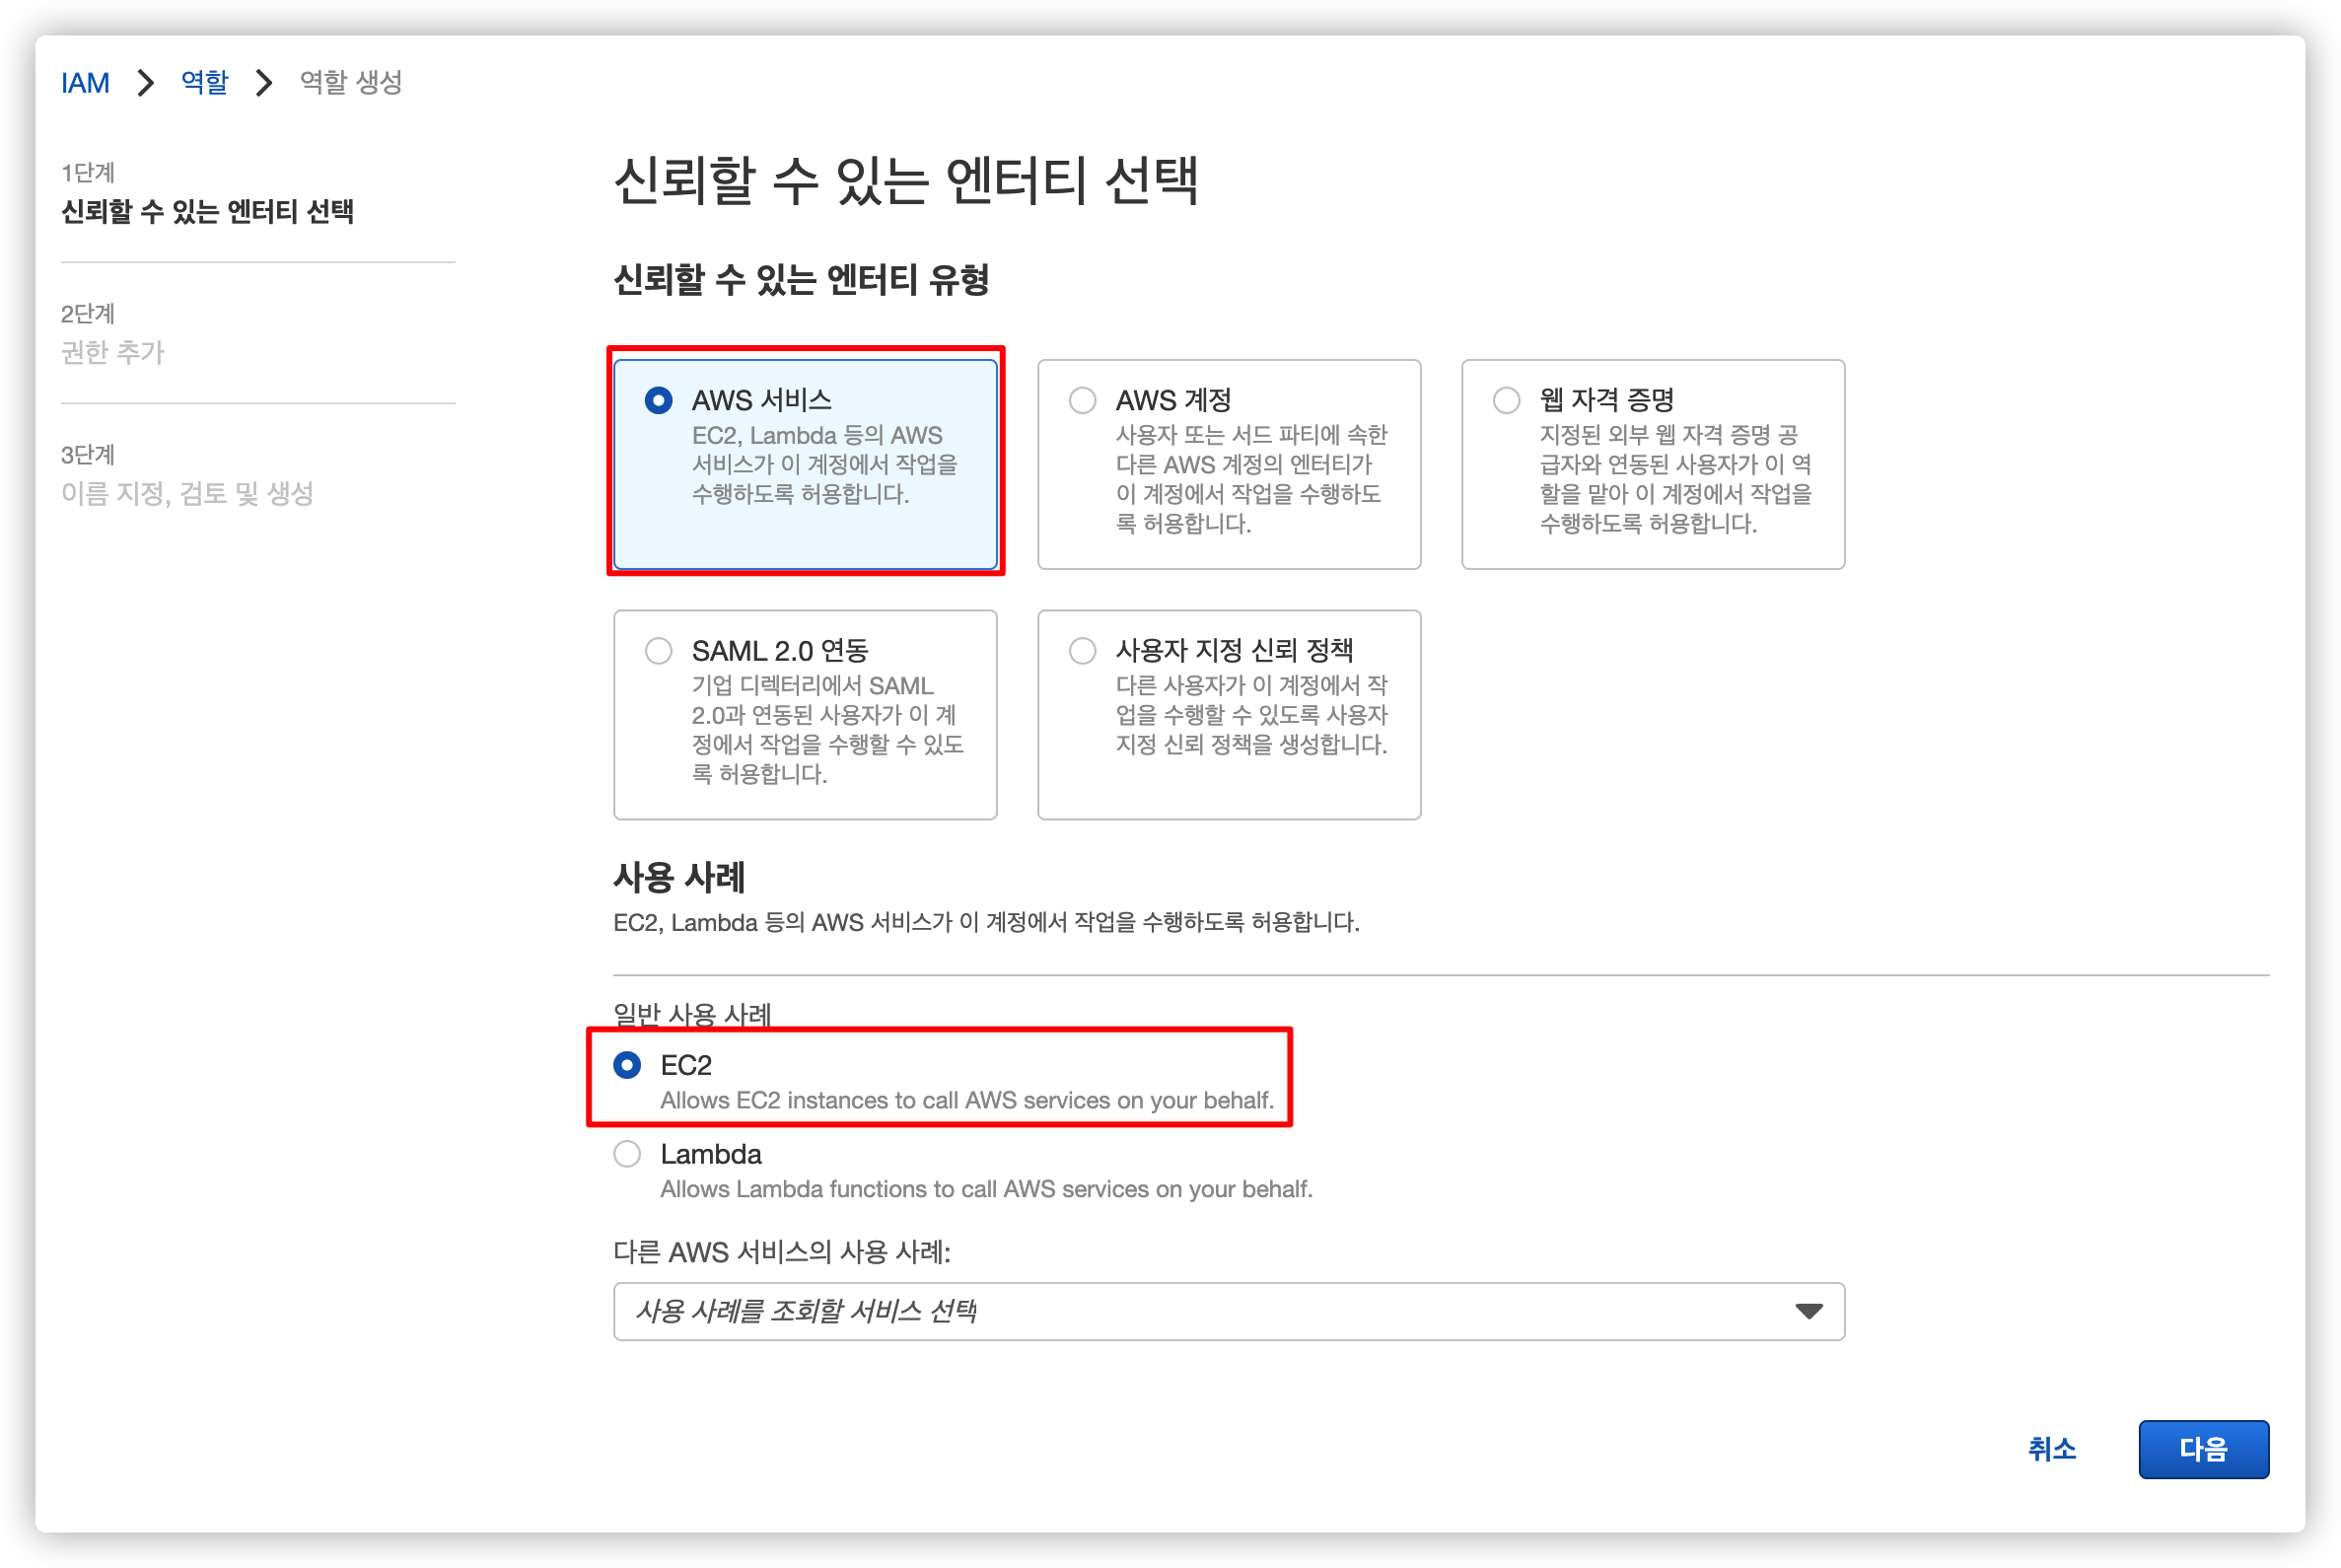 IAM > 역할 > 역할 생성
1단계
신뢰할 수 있는 엔터티 선택
2단계
권한 추가
3단계
이름 지정, 검토 및 생성
신뢰할 수 있는 엔터티 선택
신뢰할 수 있는 엔터티 유형
AWS 서비스
EC2, Lambda 등의 AWS
서비스가 이 계정에서 작업을
수행하도록 허용합니다.
AWS 계정
사용자 또는 서드 파티에 속한
다른 AWS 계정의 엔터티가
이 계정에서 작업을 수행하도
록 허용합니다.
웹 자격 증명
지정된 외부 웹 자격 증명 공
급자와 연동된 사용자가 이 역
할을 맡아 이 계정에서 작업을
수행하도록 허용합니다.
SAML 2.0 연동
기업 디렉터리에서 SAML
2.0과 연동된 사용자가 이 계
정에서 작업을 수행할 수 있도
록 허용합니다.
사용자 지정 신뢰 정책
다른 사용자가 이 계정에서 작
업을 수행할 수 있도록 사용자
지정 신뢰 정책을 생성합니다.
사용 사례
EC2, Lambda 등의 AWS 서비스가 이 계정에서 작업을 수행하도록 허용합니다.
일반 사용 사례
EC2
Allows EC2 instances to call AWS services on your behalf.
Lambda
Allows Lambda functions to call AWS services on your behalf.
다른 AWS 서비스의 사용 사례:
사용 사례를 조회할 서비스 선택
취소
다음